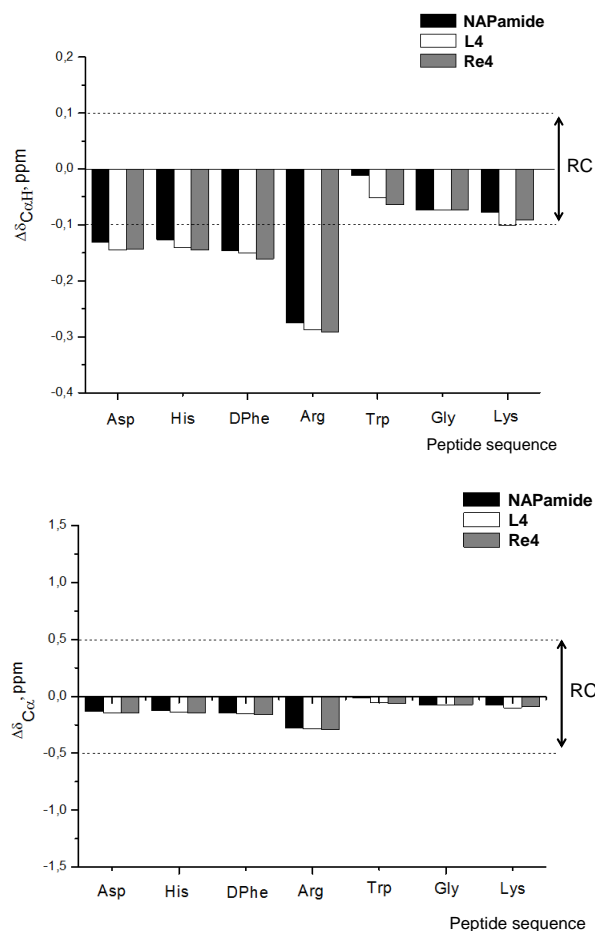 NAPamide
L4
Re4
0,2
0,1
0,0
-0,1
-0,2
-0,3
-0,4
ΔδCαH, ppm
RC
Asp His DPhe Arg Trp Gly Lys
Peptide sequence
NAPamide
L4
Re4
1,5
1,0
0,5
0,0
-0,5
-1,0
-1,5
ΔδCα, ppm
RC
Asp His DPhe Arg Trp Gly Lys
Peptide sequence